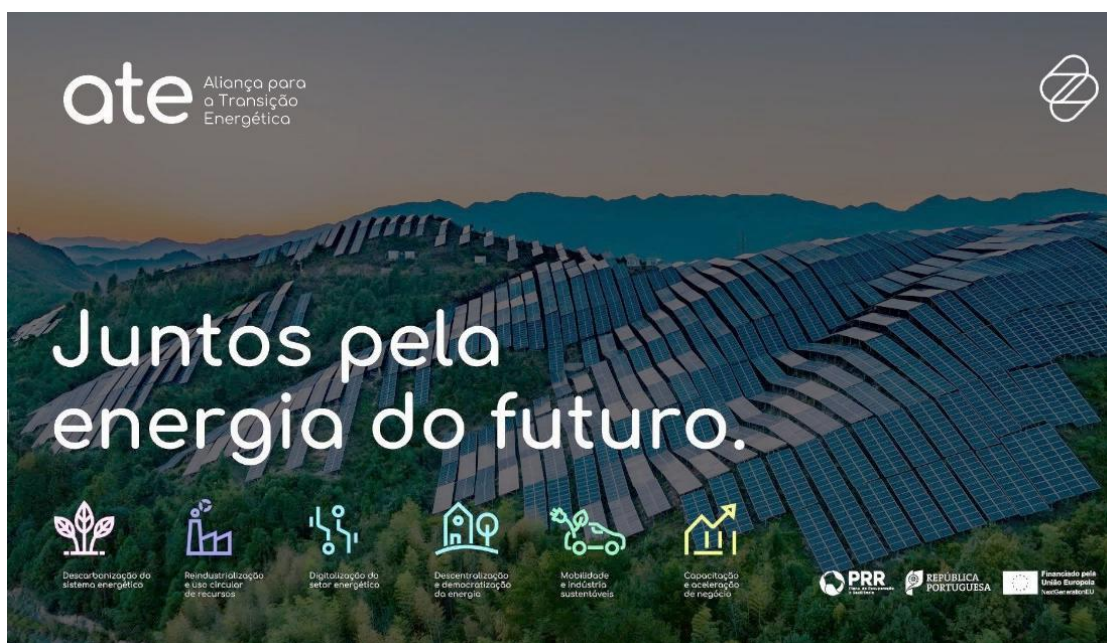 ate
Aliança para
a Transição
Energética
Juntos pela
energia do futuro.
Descarbonização do
sistema energético
Reindustrialização
e uso circular
de recursos
Digitalização do
setor energético
Descentralização
e democratização
da energia
Mobilidade
e indústria
sustentáveis
Capacitação
e aceleração
de negócio
PRR
REPÚBLICA
PORTUGUESA
Financiado pela
União Europeia
NextGenerationEU